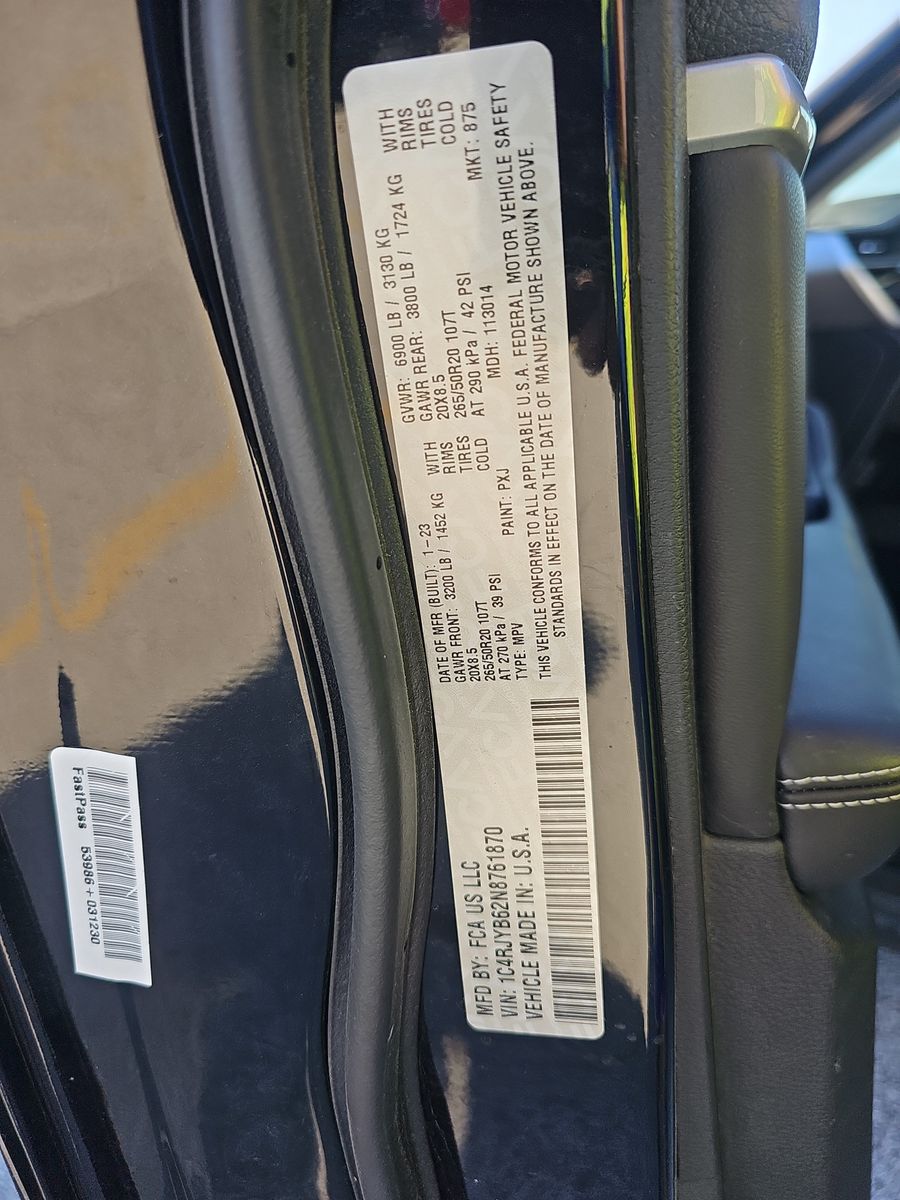 MFD BY: FCA US LLC
VIN: 1C4RJYB62N8761870
VEHICLE MADE IN: U.S.A.
DATE OF MFR (BUILT): 1-23 GVWR: 6900 LB / 3130 KG
GAWR FRONT: 3200 LB / 1452 KG WITH GAWR REAR: 3800 LB / 1724 KG WITH
20X8.5 RIMS 20X8.5 RIMS
265/50R20 107T TIRES 265/50R20 107T TIRES
AT 270 kPa / 39 PSI COLD AT 290 kPa / 42 PSI COLD
TYPE: MPV PAINT: PXJ MDH: 113014 MKT: 875
THIS VEHICLE CONFORMS TO ALL APPLICABLE U.S.A. FEDERAL MOTOR VEHICLE SAFETY
STANDARDS IN EFFECT ON THE DATE OF MANUFACTURE SHOWN ABOVE.
FastPass 53986 + 031230